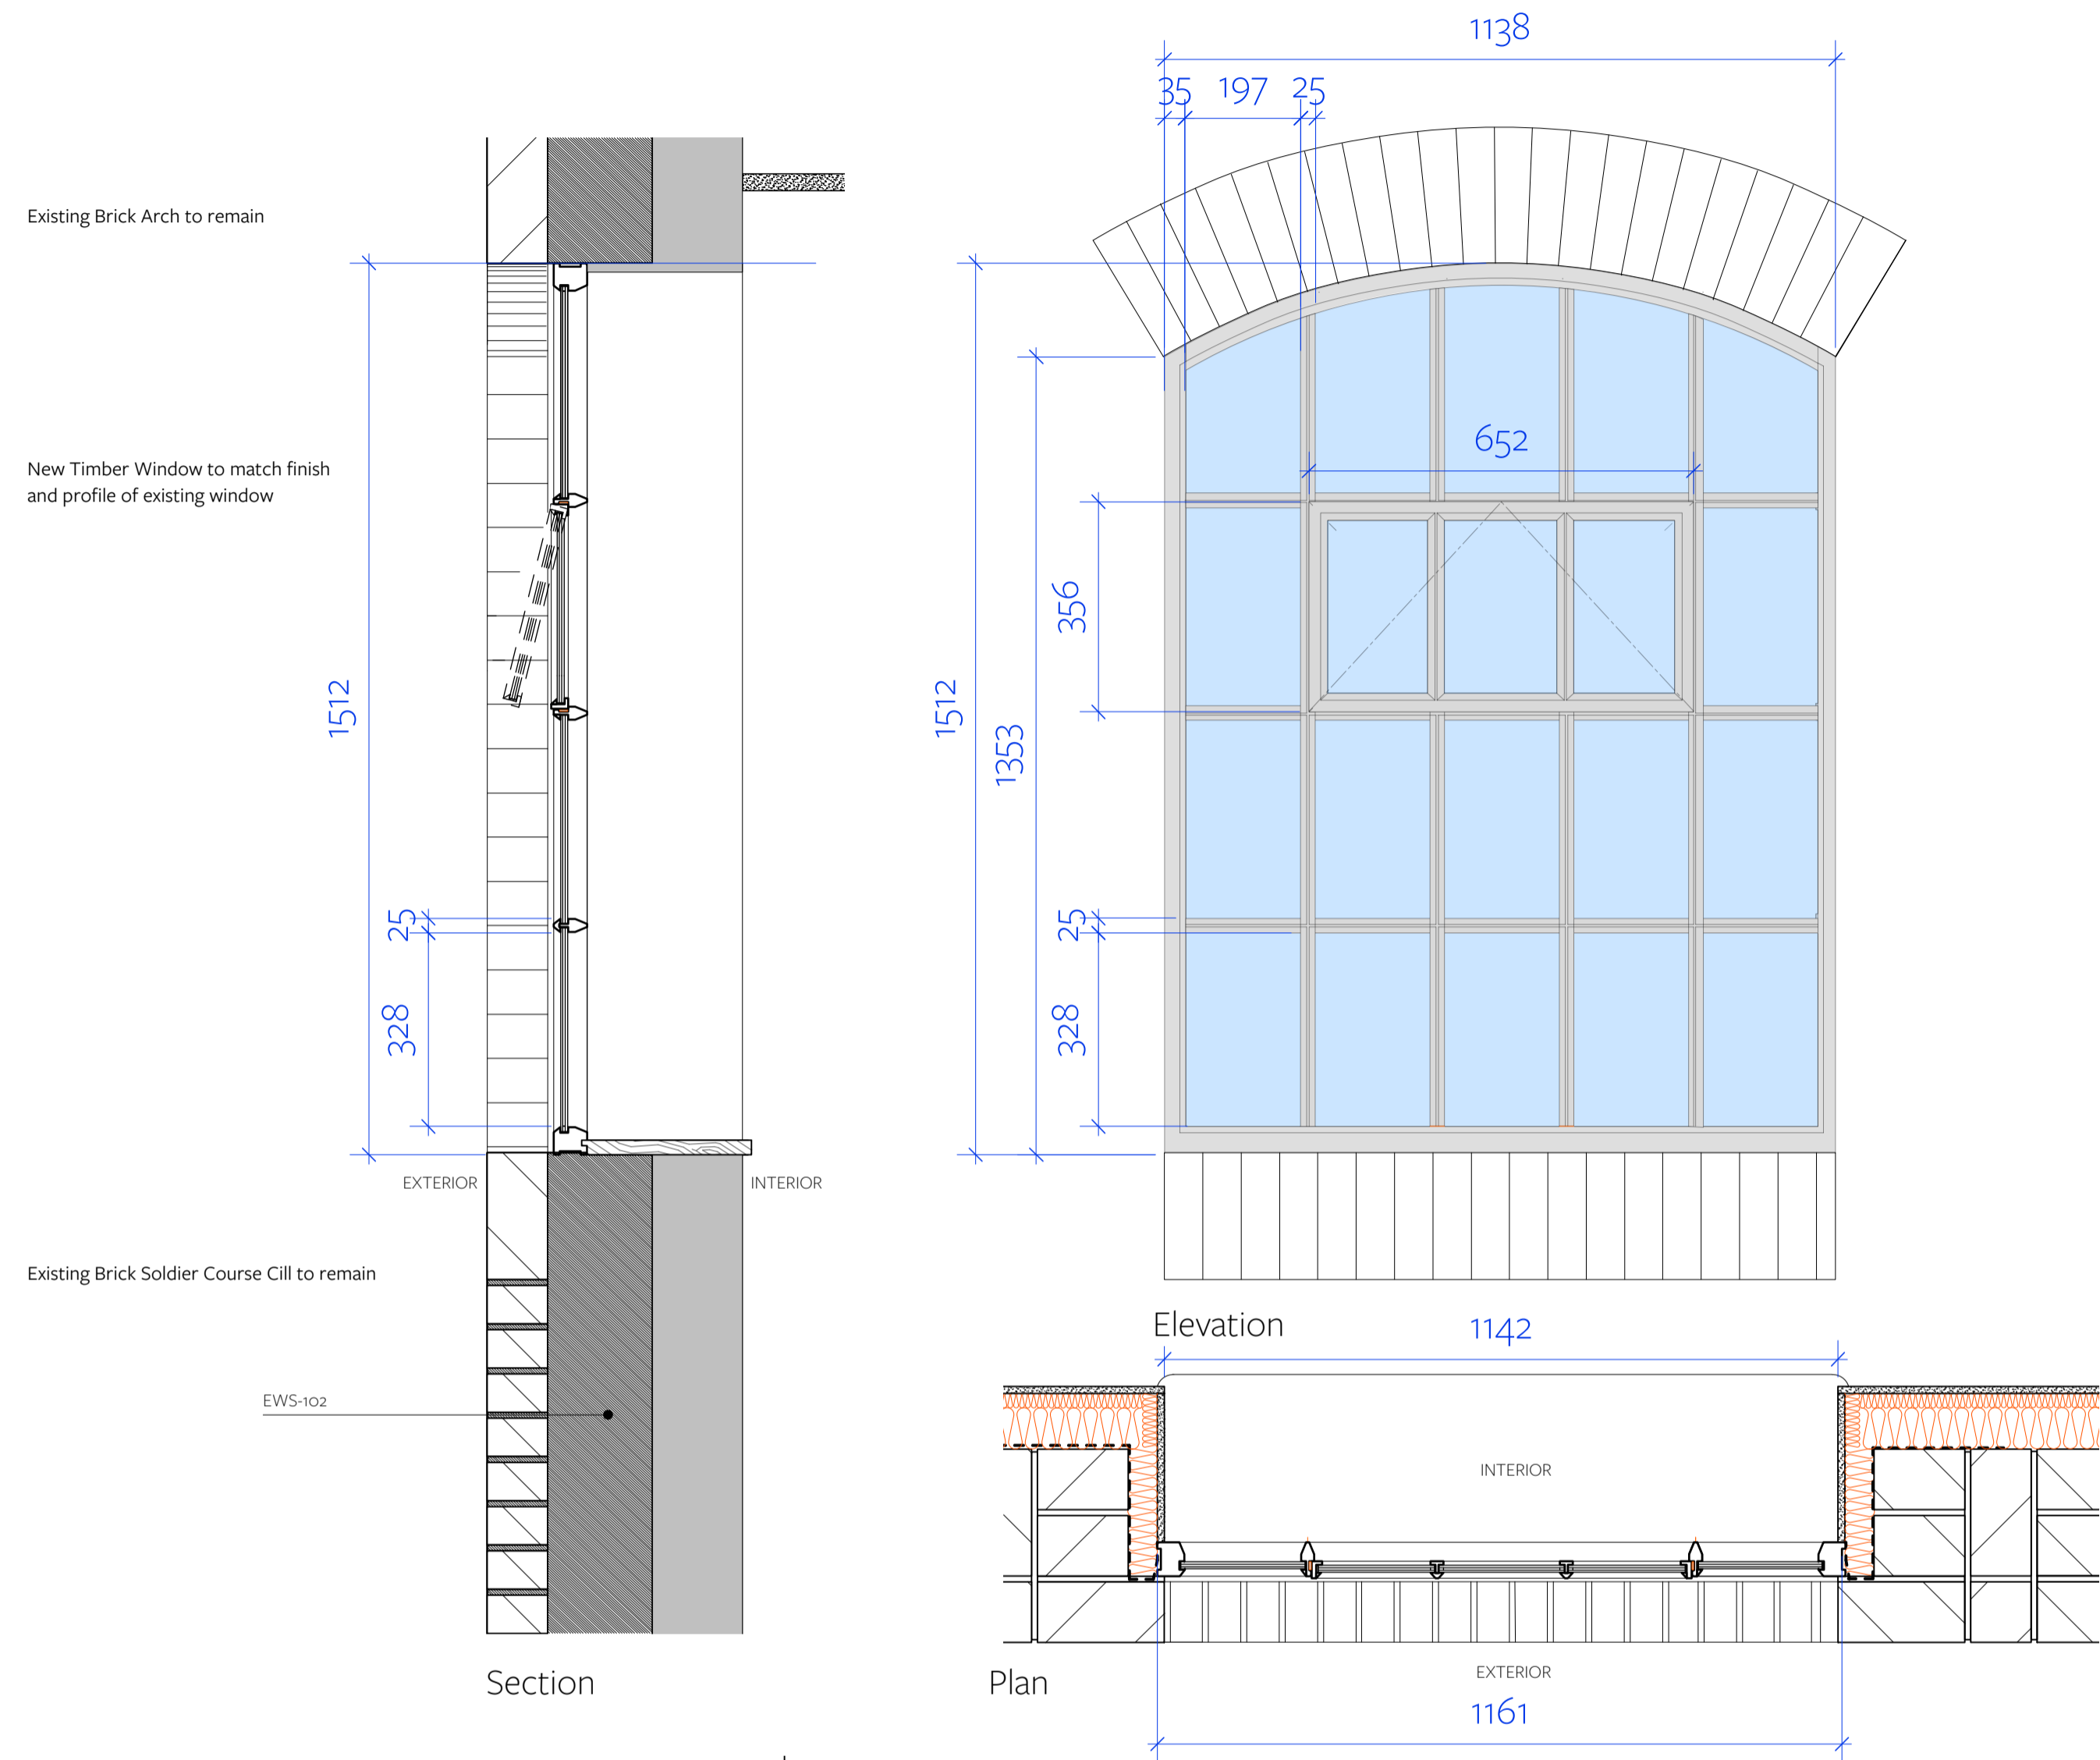 1138
35 197 25
Existing Brick Arch to remain
652
New Timber Window to match finish
and profile of existing window
356
1512
1512
1353
25
25
328
328
EXTERIOR
INTERIOR
Existing Brick Soldier Course Cill to remain
Elevation
1142
EWS-102
INTERIOR
EXTERIOR
Section
Plan
1161